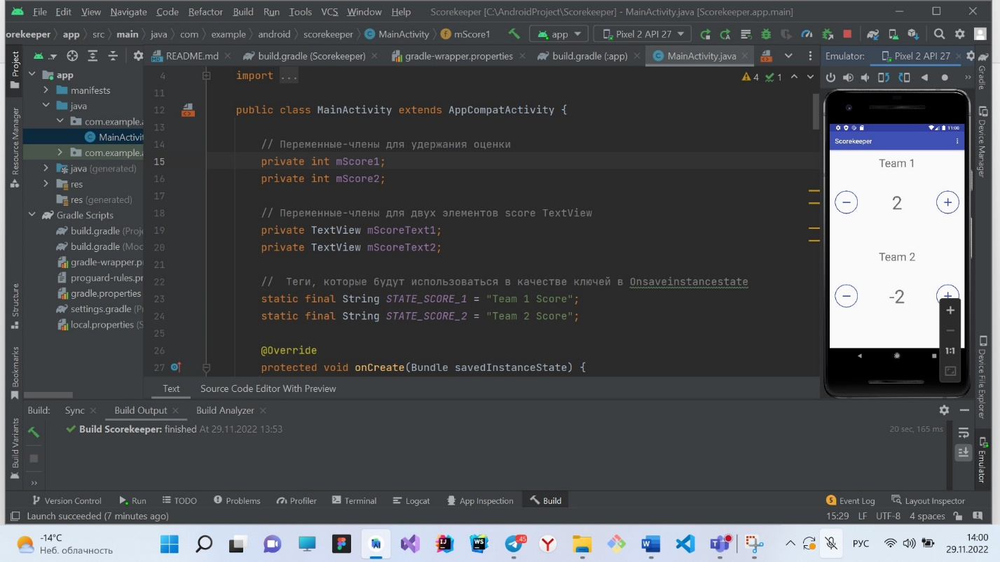 File Edit View Navigate Code Refactor Build Run Tools VCS Window Help Scorekeeper [C:\AndroidProject\Scorekeeper] - MainActivity.java [Scorekeeper.app.main]
orekeeper app src main java com example android scorekeeper MainActivity mScore1 app Pixel 2 API 27
Project
README.md build.gradle (Scorekeeper) gradle-wrapper.properties build.gradle (:app) MainActivity.java Emulator: Pixel 2 API 27
app
manifests
java
com.example.a
MainActivit
com.example.a
java (generated)
res
res (generated)
Gradle Scripts
build.gradle (Proje
build.gradle (Moc
gradle-wrapper.pr
proguard-rules.pr
gradle.properties
settings.gradle (P
local.properties (S
Resource Manager
Structure
Bookmarks
Build Variants
4 import ...
4 1
11
12 public class MainActivity extends AppCompatActivity {
13
14 // Переменные-члены для удержания оценки
15 private int mScore1;
16 private int mScore2;
17
18 // Переменные-члены для двух элементов score TextView
19 private TextView mScoreText1;
20 private TextView mScoreText2;
21
22 // Теги, которые будут использоваться в качестве ключей в Onsaveinstancestate
23 static final String STATE_SCORE_1 = "Team 1 Score";
24 static final String STATE_SCORE_2 = "Team 2 Score";
25
26 @Override
27 protected void onCreate(Bundle savedInstanceState) {
Text Source Code Editor With Preview
11:00
Scorekeeper
Team 1
− 2 +
Team 2
− -2 +
+
−
1:1
Gradle
Device Manager
Device File Explorer
Emulator
Build: Sync Build Output Build Analyzer
Build Scorekeeper: finished At 29.11.2022 13:53 20 sec, 165 ms
Version Control Run TODO Problems Profiler Terminal Logcat App Inspection Build 5 Event Log Layout Inspector
Launch succeeded (7 minutes ago) 15:29 LF UTF-8 4 spaces
-14°C
Неб. облачность
45
РУС
14:00
29.11.2022